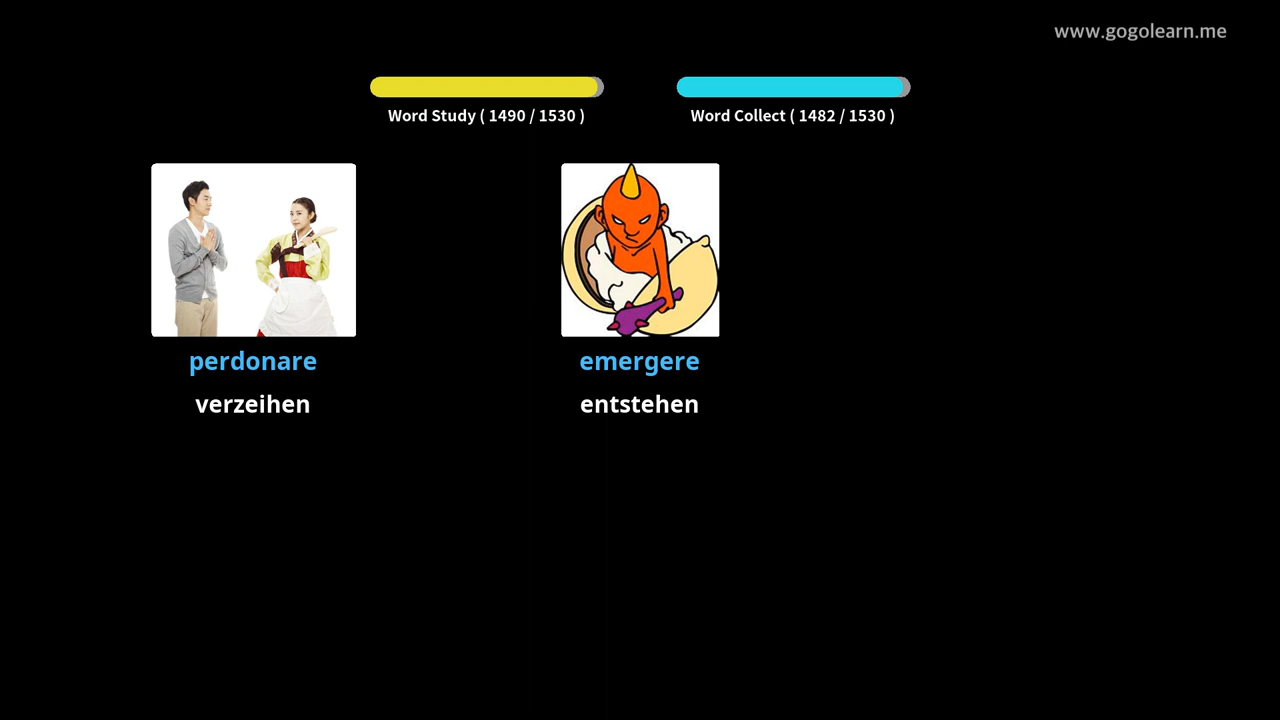 www.gogolearn.me
Word Study ( 1490 / 1530 )
Word Collect ( 1482 / 1530 )
perdonare
verzeihen
emergere
entstehen